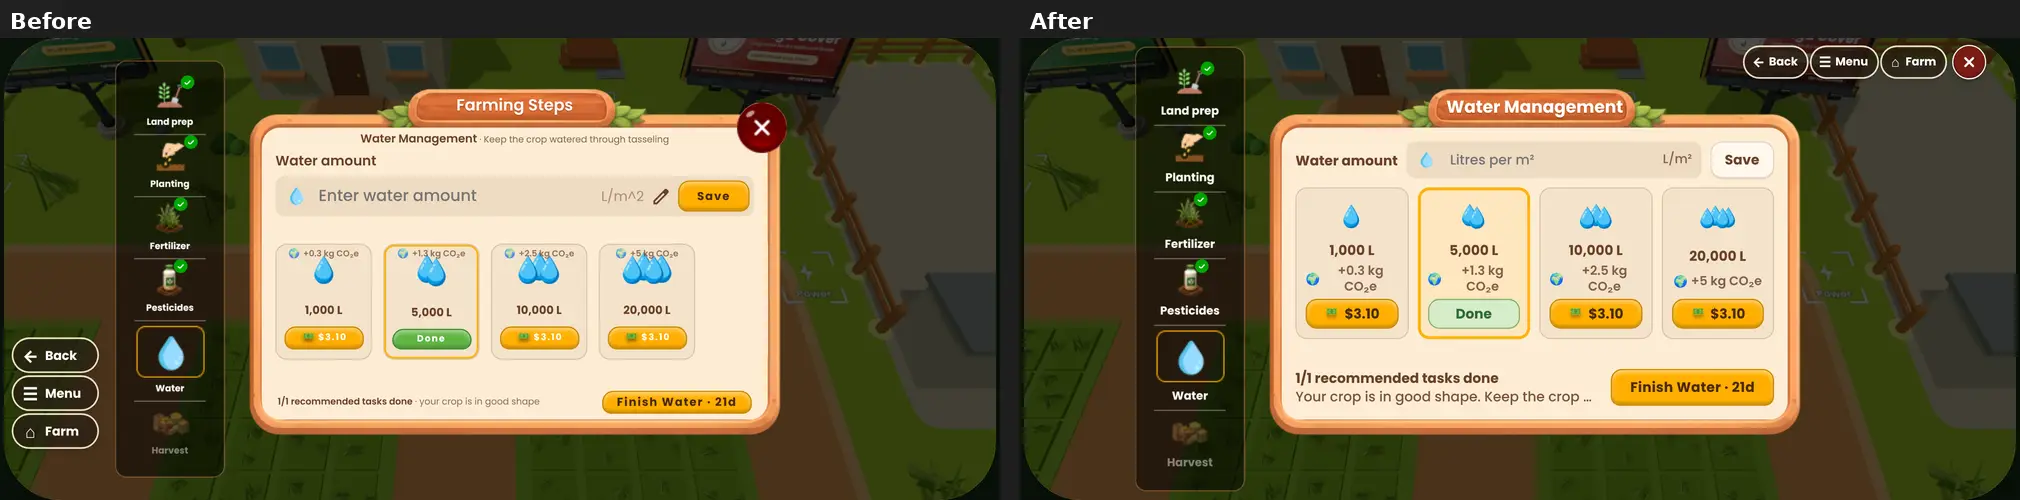 Before
Farming Steps
Water Management · Keep the crop watered through tasseling
Water amount
Enter water amount
L/m^2
Save
+0.3 kg CO₂e
+1.3 kg CO₂e
+2.5 kg CO₂e
+5 kg CO₂e
1,000 L
5,000 L
10,000 L
20,000 L
$3.10
Done
$3.10
$3.10
1/1 recommended tasks done · your crop is in good shape
Finish Water · 21d
Land prep
Planting
Fertilizer
Pesticides
Water
Harvest
Back
Menu
Farm
After
Back
Menu
Farm
Water Management
Water amount
Litres per m²
L/m²
Save
1,000 L
+0.3 kg
CO₂e
$3.10
5,000 L
+1.3 kg
CO₂e
Done
10,000 L
+2.5 kg
CO₂e
$3.10
20,000 L
+5 kg CO₂e
$3.10
1/1 recommended tasks done
Your crop is in good shape. Keep the crop ...
Finish Water · 21d
Land prep
Planting
Fertilizer
Pesticides
Water
Harvest